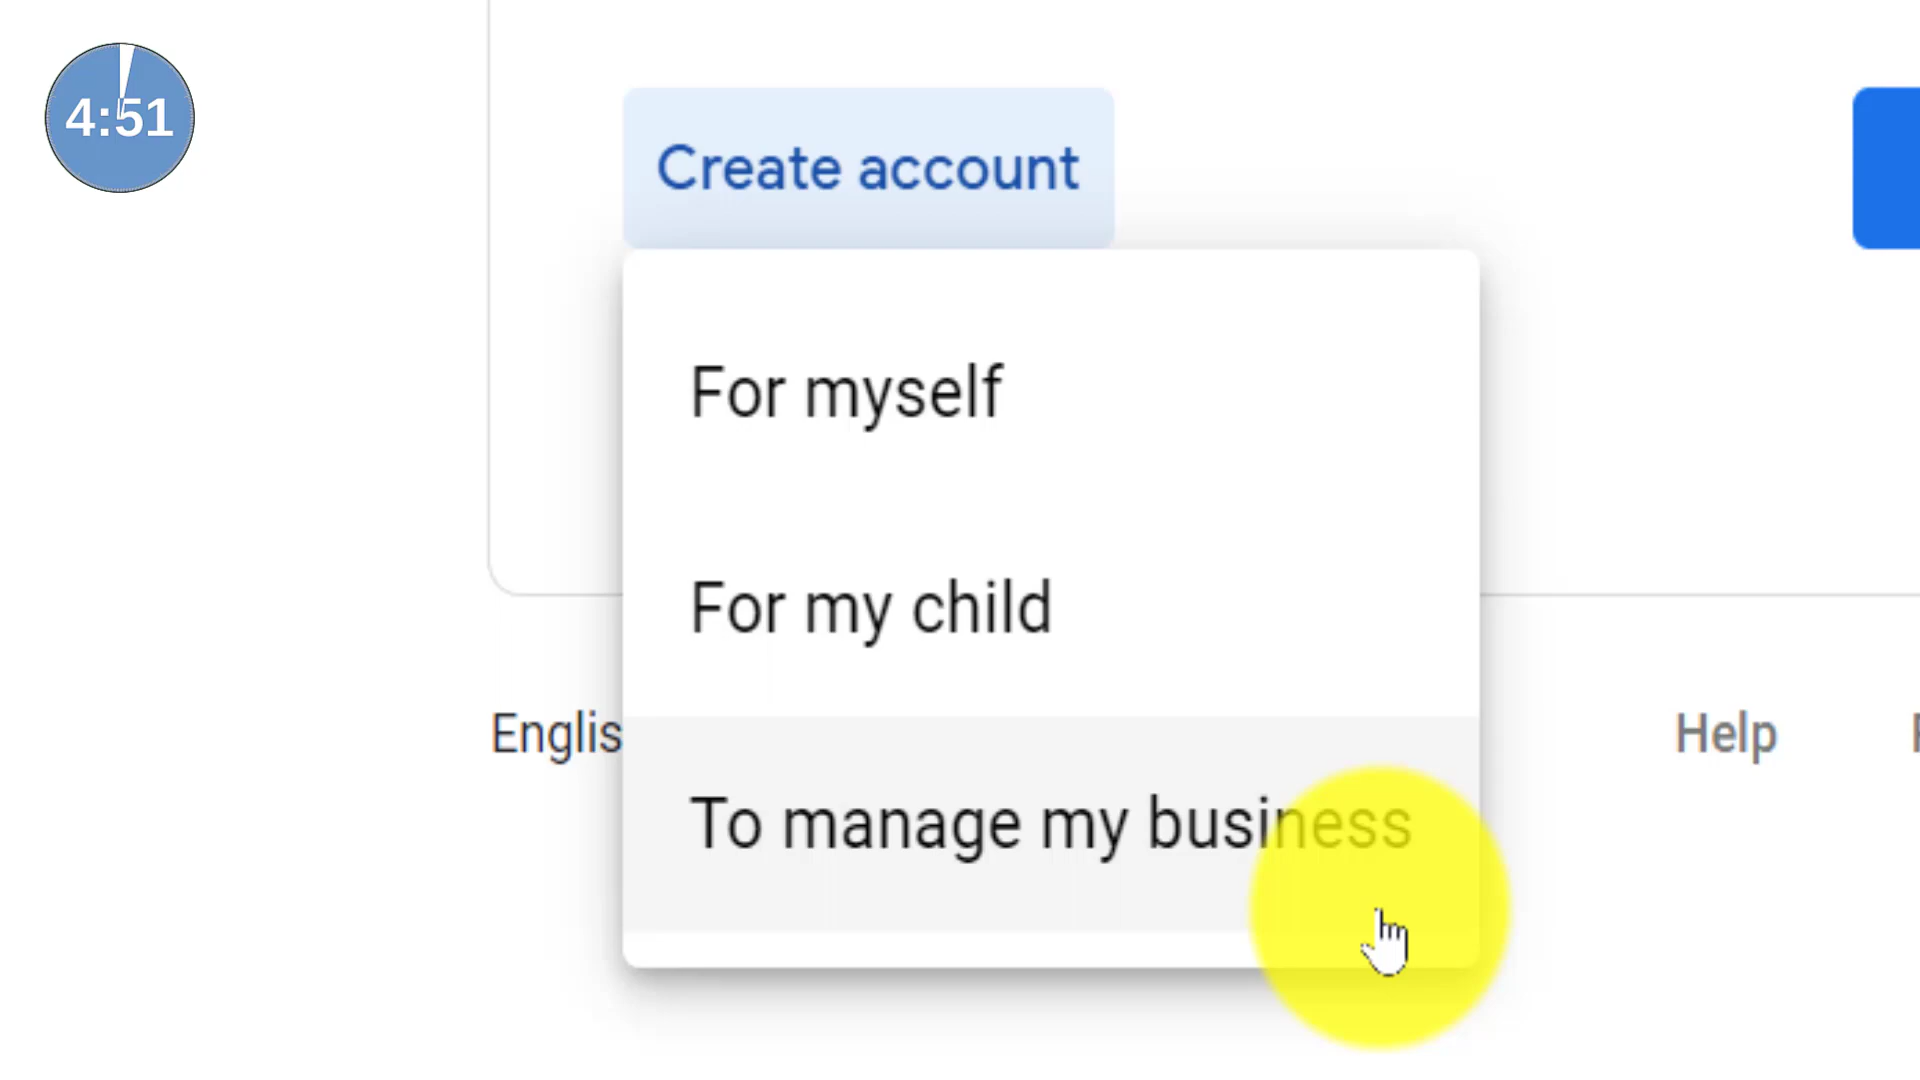 4:51
Create account
For myself
For my child
Englis
Help
To manage my business